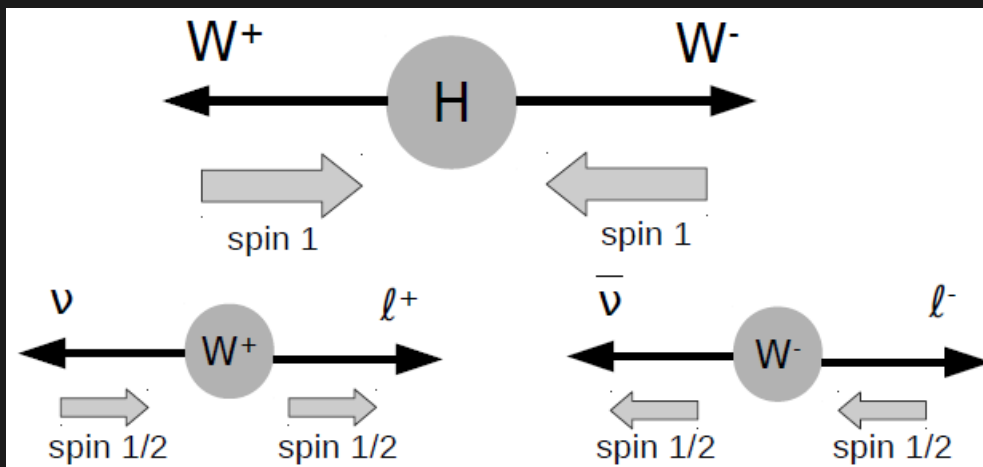 W⁺ H W⁻
spin 1 spin 1
ν ℓ⁺ ν̅ ℓ⁻
W⁺ W⁻
spin 1/2 spin 1/2 spin 1/2 spin 1/2